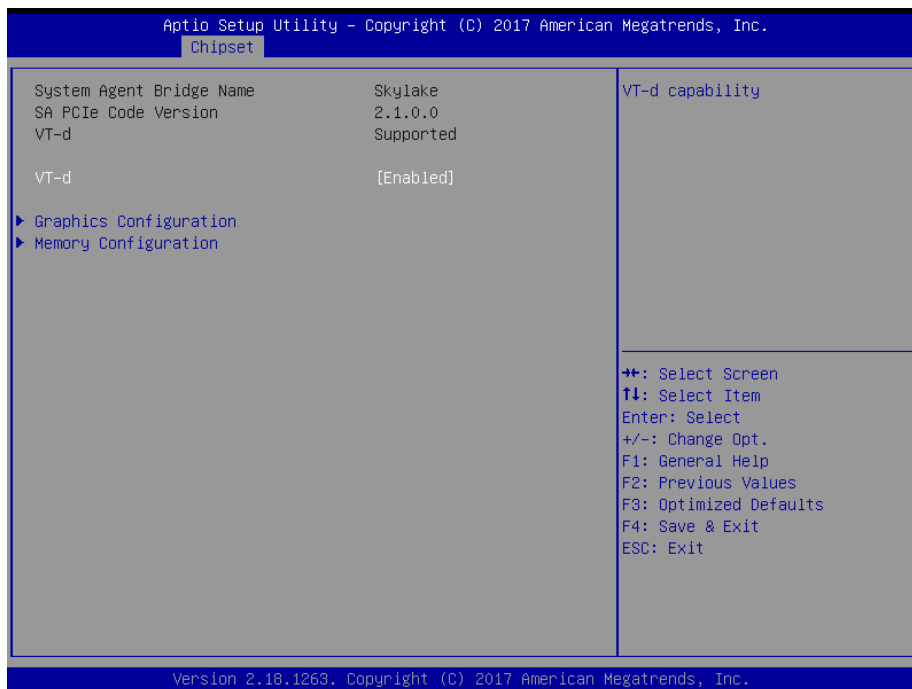 Aptio Setup Utility – Copyright (C) 2017 American Megatrends, Inc.
Chipset
System Agent Bridge Name Skylake
SA PCIe Code Version 2.1.0.0
VT-d Supported
VT-d [Enabled]
Graphics Configuration
Memory Configuration
VT-d capability
→←: Select Screen
↑↓: Select Item
Enter: Select
+/-: Change Opt.
F1: General Help
F2: Previous Values
F3: Optimized Defaults
F4: Save & Exit
ESC: Exit
Version 2.18.1263. Copyright (C) 2017 American Megatrends, Inc.